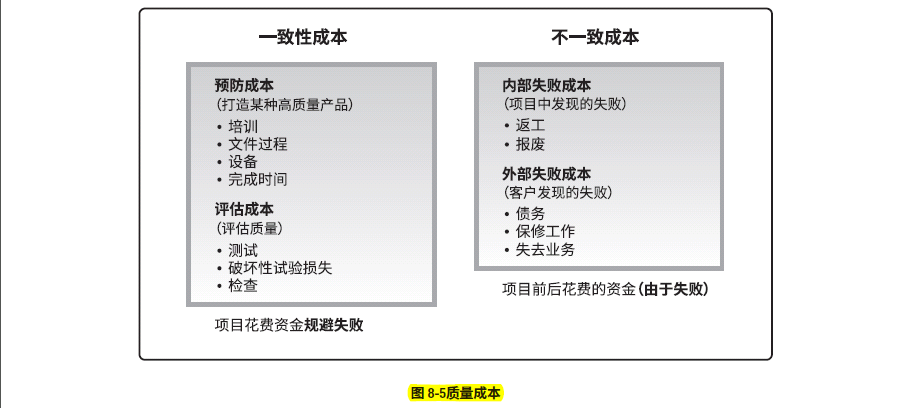 一致性成本
预防成本
（打造某种高质量产品）
• 培训
• 文件过程
• 设备
• 完成时间
评估成本
（评估质量）
• 测试
• 破坏性试验损失
• 检查
项目花费资金规避失败
不一致成本
内部失败成本
（项目中发现的失败）
• 返工
• 报废
外部失败成本
（客户发现的失败）
• 债务
• 保修工作
• 失去业务
项目前后花费的资金（由于失败）
图 8-5质量成本